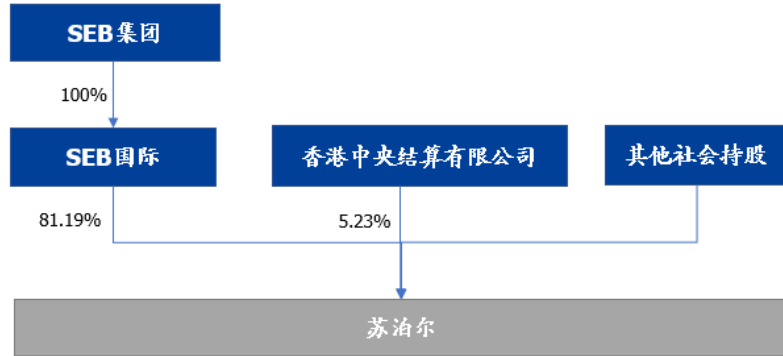 SEB集团
100%
SEB国际
香港中央结算有限公司
其他社会持股
81.19%
5.23%
苏泊尔